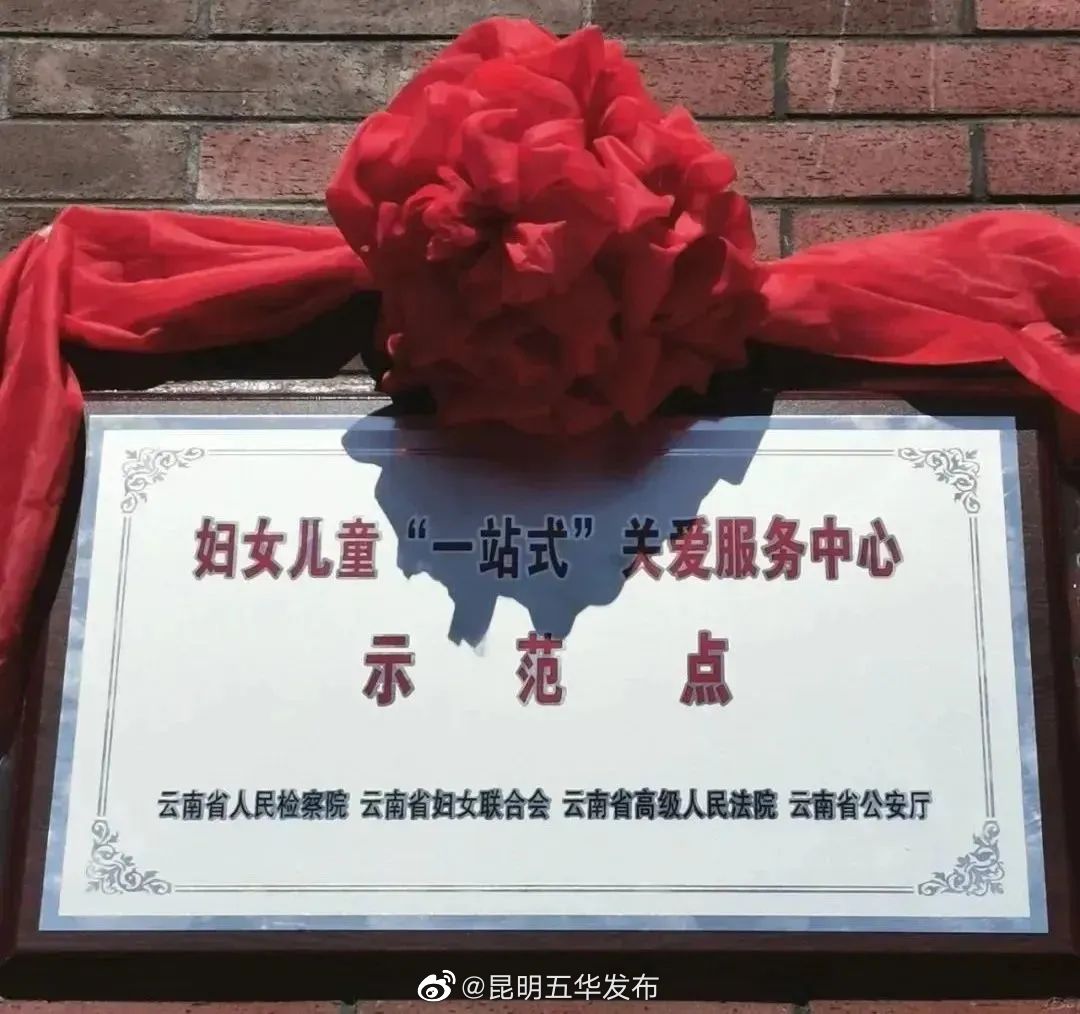 妇女儿童“一站式”关爱服务中心
示范点
云南省人民检察院 云南省妇女联合会 云南省高级人民法院 云南省公安厅
@昆明五华发布